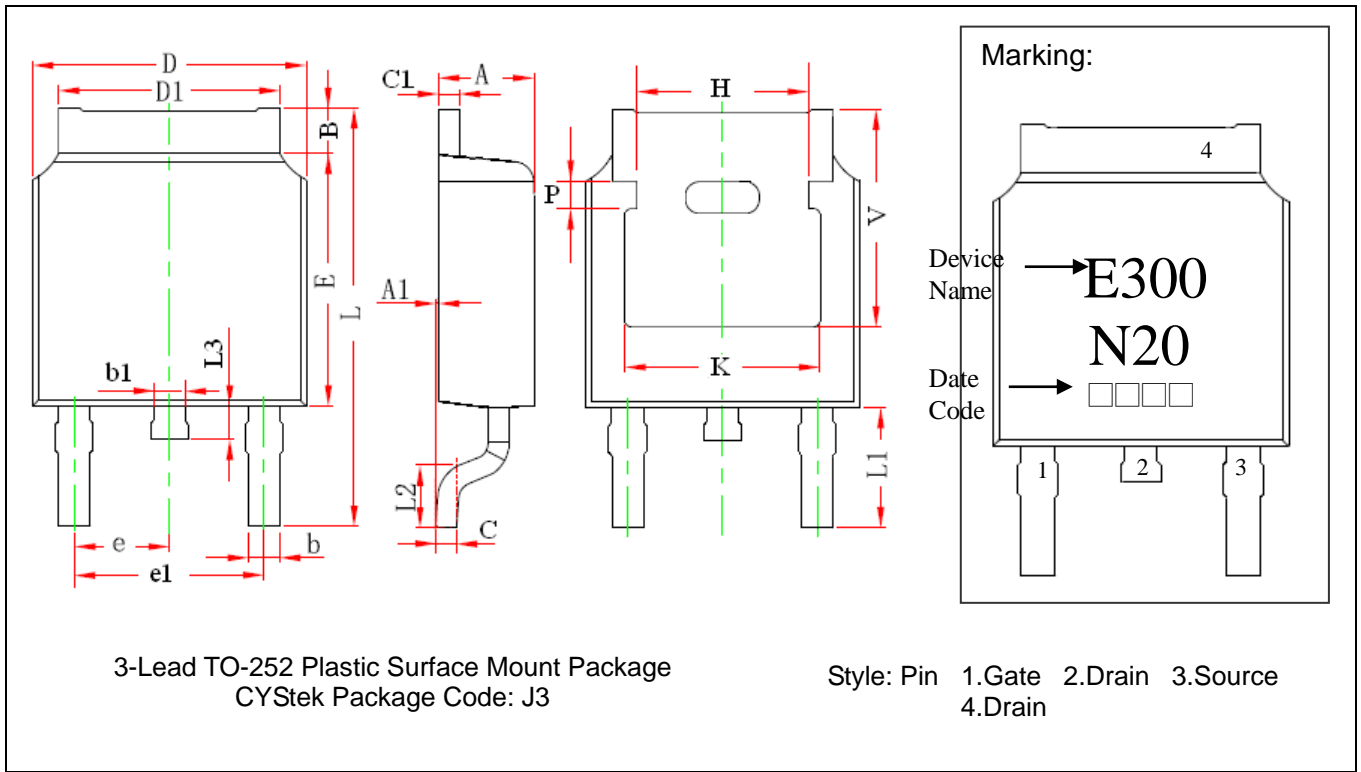 D
D1
B
E
L
L3
b1
e
b
e1
C1
A
A1
L2
C
H
P
V
K
L1
Marking:
4
Device
Name
E300
N20
Date
Code
□□□□
1
2
3
3-Lead TO-252 Plastic Surface Mount Package
CYStek Package Code: J3
Style: Pin 1.Gate 2.Drain 3.Source
4.Drain